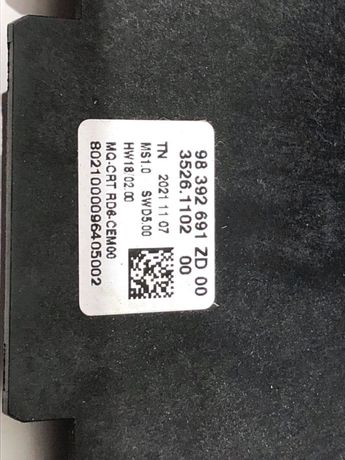 98 392 691 ZD 00
3526.1102 00
TN 2021 11 07
MS1.0 SWD5.00
HW18.02.00
MQ-CRT RD6-CEM00
8021000096405002